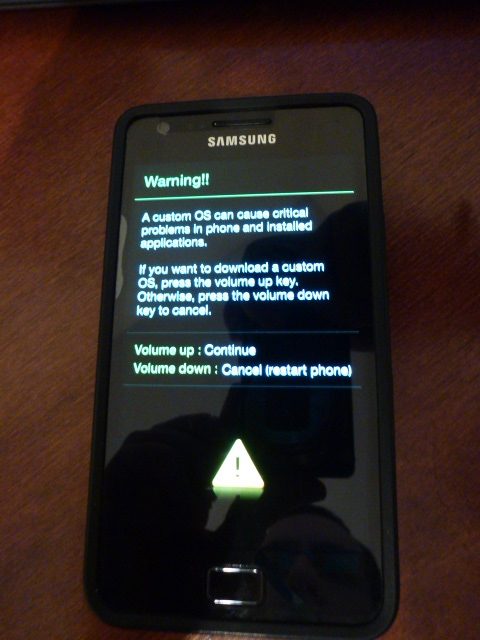 SAMSUNG
Warning!!
A custom OS can cause critical
problems in phone and installed
applications.
If you want to download a custom
OS, press the volume up key.
Otherwise, press the volume down
key to cancel.
Volume up : Continue
Volume down : Cancel (restart phone)
!